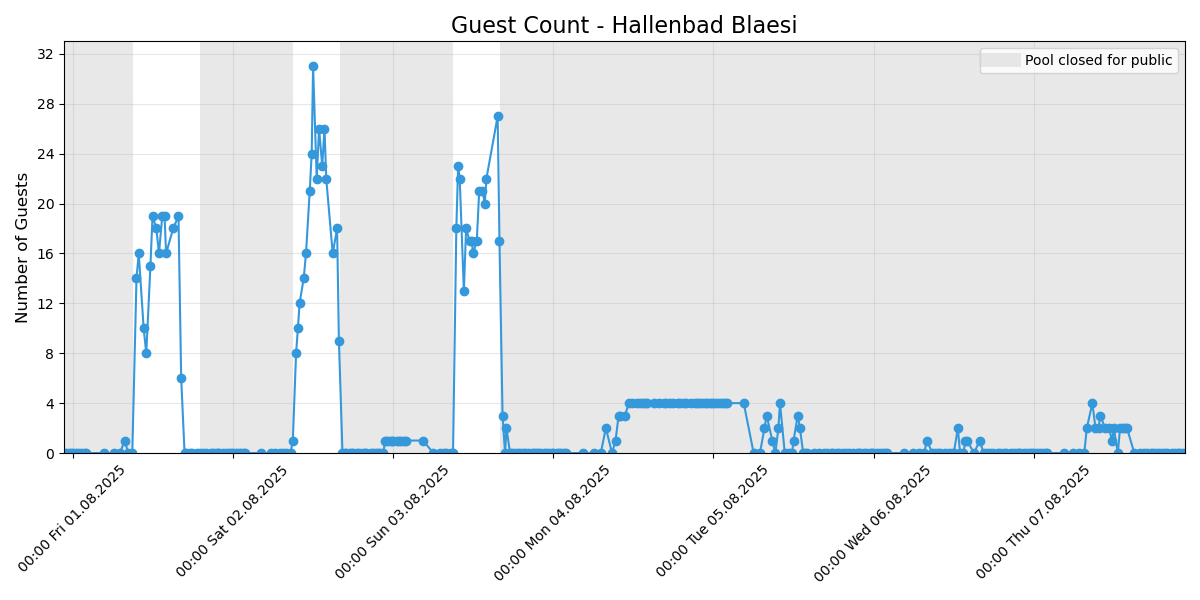 Guest Count - Hallenbad Blaesi
Pool closed for public
Number of Guests
32
28
24
20
16
12
8
4
0
00:00 Fri 01.08.2025
00:00 Sat 02.08.2025
00:00 Sun 03.08.2025
00:00 Mon 04.08.2025
00:00 Tue 05.08.2025
00:00 Wed 06.08.2025
00:00 Thu 07.08.2025